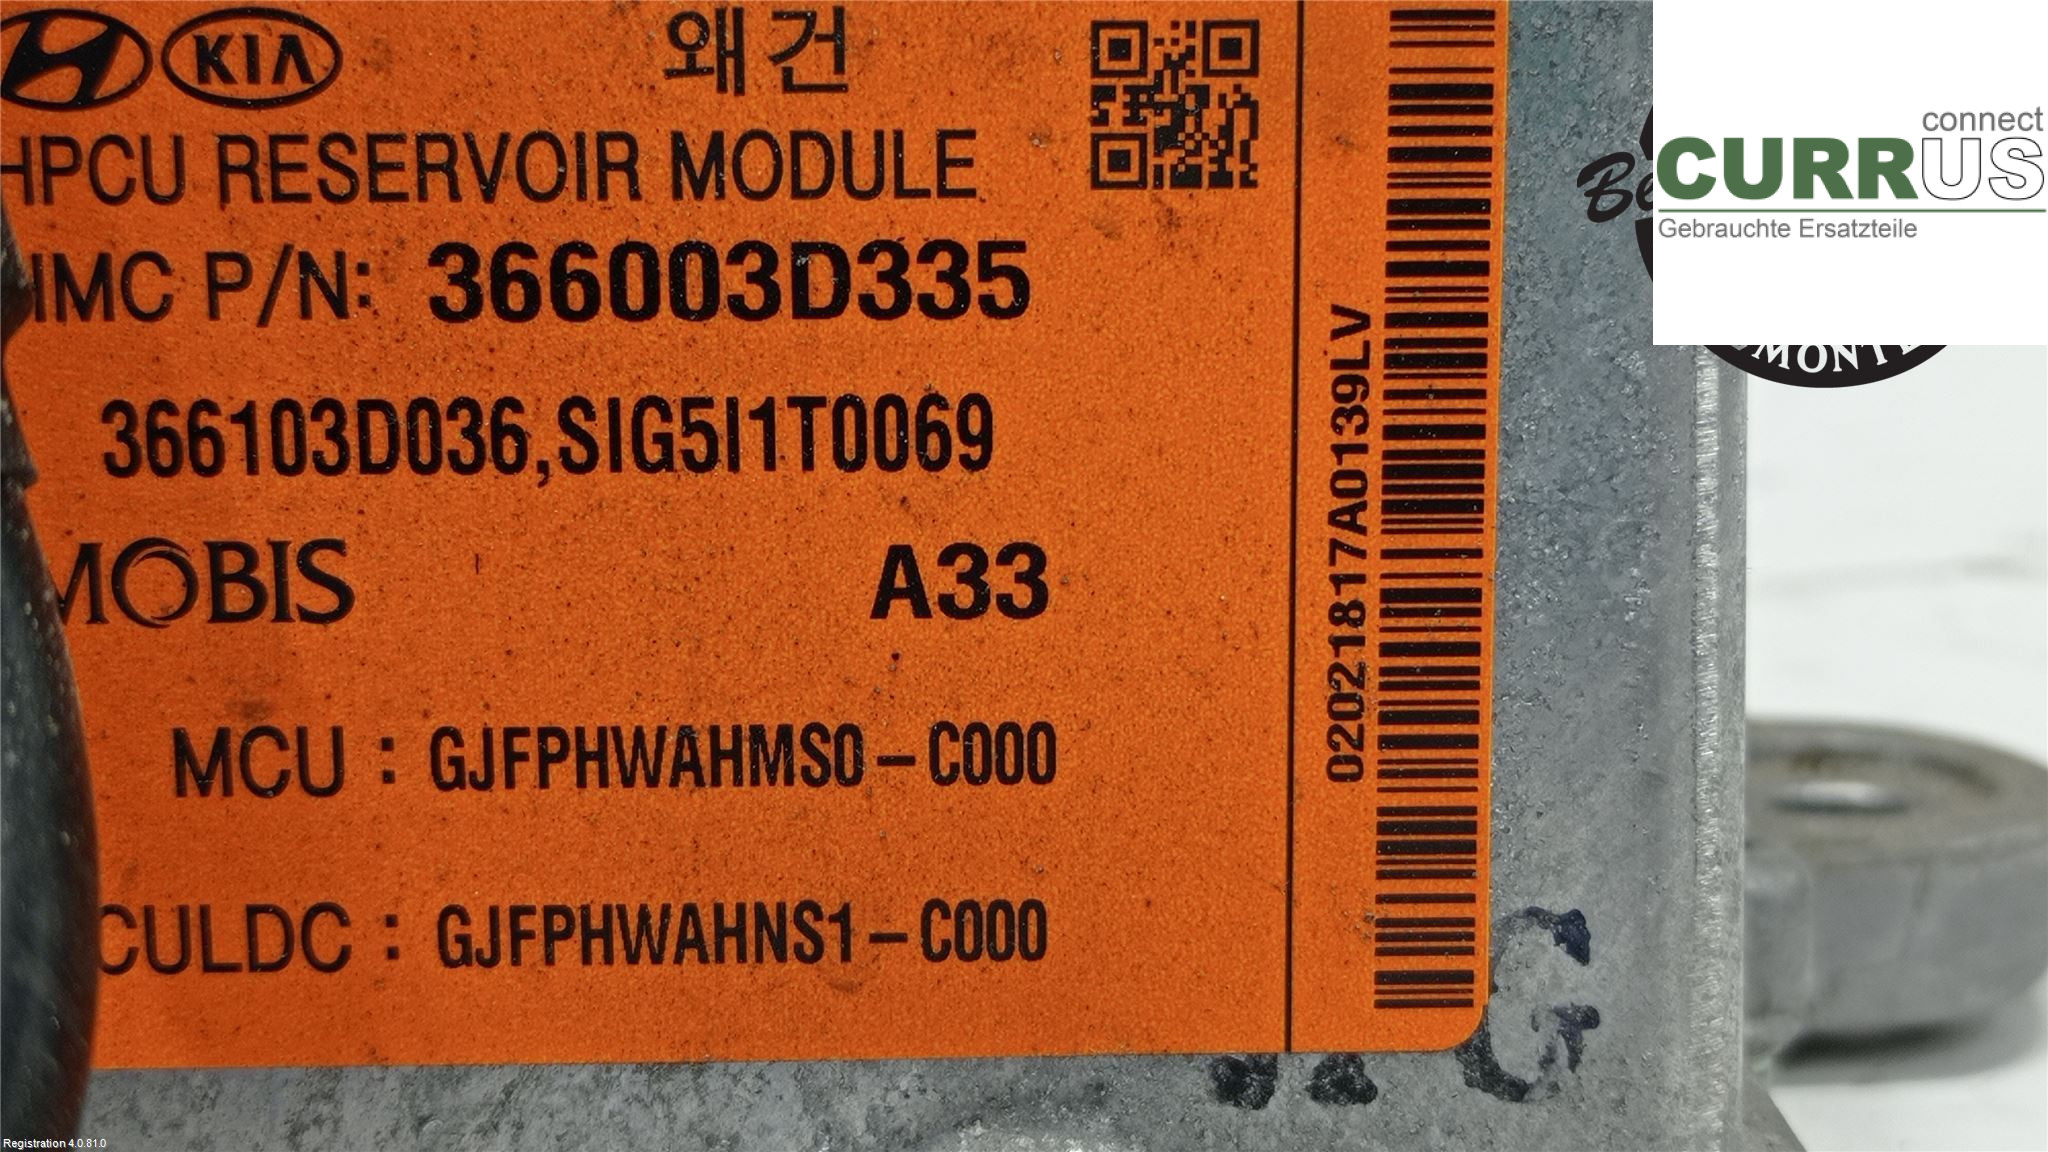 KIA
왜건
HPCU RESERVOIR MODULE
HMC P/N: 366003D335
366103D036,SIG5I1T0069
MOBIS
A33
MCU : GJFPHWAHMS0-C000
CULDC : GJFPHWAHNS1-C000
02021817A0139LV
connect
CURRUS
Gebrauchte Ersatzteile
Registration 4.0.81.0